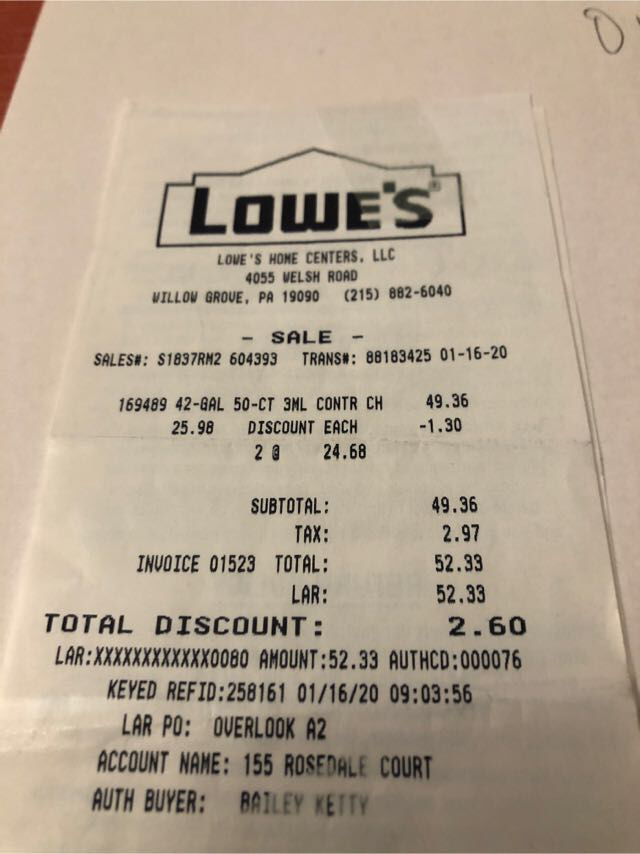 LOWE'S®
LOWE'S HOME CENTERS, LLC
4055 WELSH ROAD
WILLOW GROVE, PA 19090 (215) 882-6040
- SALE -
SALES#: S1837RM2 604393 TRANS#: 88183425 01-16-20
169489 42-GAL 50-CT 3ML CONTR CH 49.36
25.98 DISCOUNT EACH -1.30
2 @ 24.68
SUBTOTAL: 49.36
TAX: 2.97
INVOICE 01523 TOTAL: 52.33
LAR: 52.33
TOTAL DISCOUNT: 2.60
LAR:XXXXXXXXXXXX0080 AMOUNT:52.33 AUTHCD:000076
KEYED REFID:258161 01/16/20 09:03:56
LAR PO: OVERLOOK A2
ACCOUNT NAME: 155 ROSEDALE COURT
AUTH BUYER: BAILEY KETTY